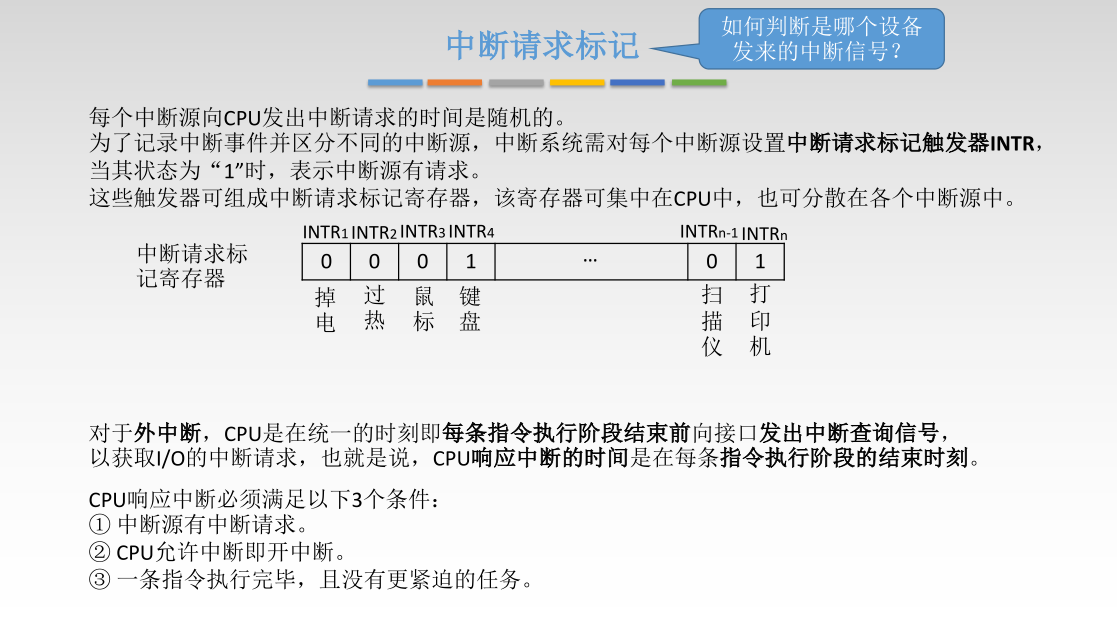 中断请求标记
如何判断是哪个设备
发来的中断信号？
每个中断源向CPU发出中断请求的时间是随机的。
为了记录中断事件并区分不同的中断源，中断系统需对每个中断源设置中断请求标记触发器INTR，
当其状态为“1”时，表示中断源有请求。
这些触发器可组成中断请求标记寄存器，该寄存器可集中在CPU中，也可分散在各个中断源中。
INTR1 INTR2 INTR3 INTR4 INTRn-1 INTRn
中断请求标
记寄存器
0 0 0 1 … 0 1
掉电 过热 鼠标 键盘 扫描仪 打印机
对于外中断，CPU是在统一的时刻即每条指令执行阶段结束前向接口发出中断查询信号，
以获取I/O的中断请求，也就是说，CPU响应中断的时间是在每条指令执行阶段的结束时刻。
CPU响应中断必须满足以下3个条件：
① 中断源有中断请求。
② CPU允许中断即开中断。
③ 一条指令执行完毕，且没有更紧迫的任务。